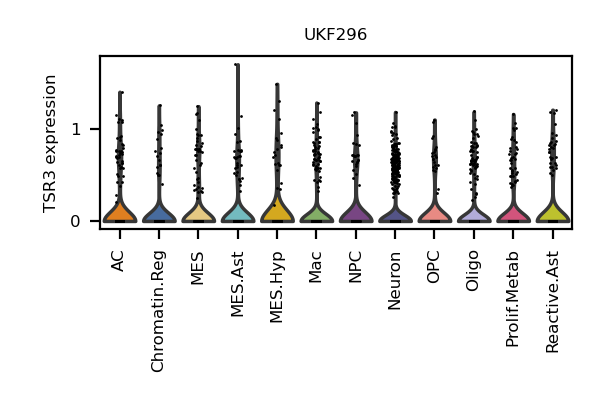 UKF296
TSR3 expression
1
0
AC
Chromatin.Reg
MES
MES.Ast
MES.Hyp
Mac
NPC
Neuron
OPC
Oligo
Prolif.Metab
Reactive.Ast